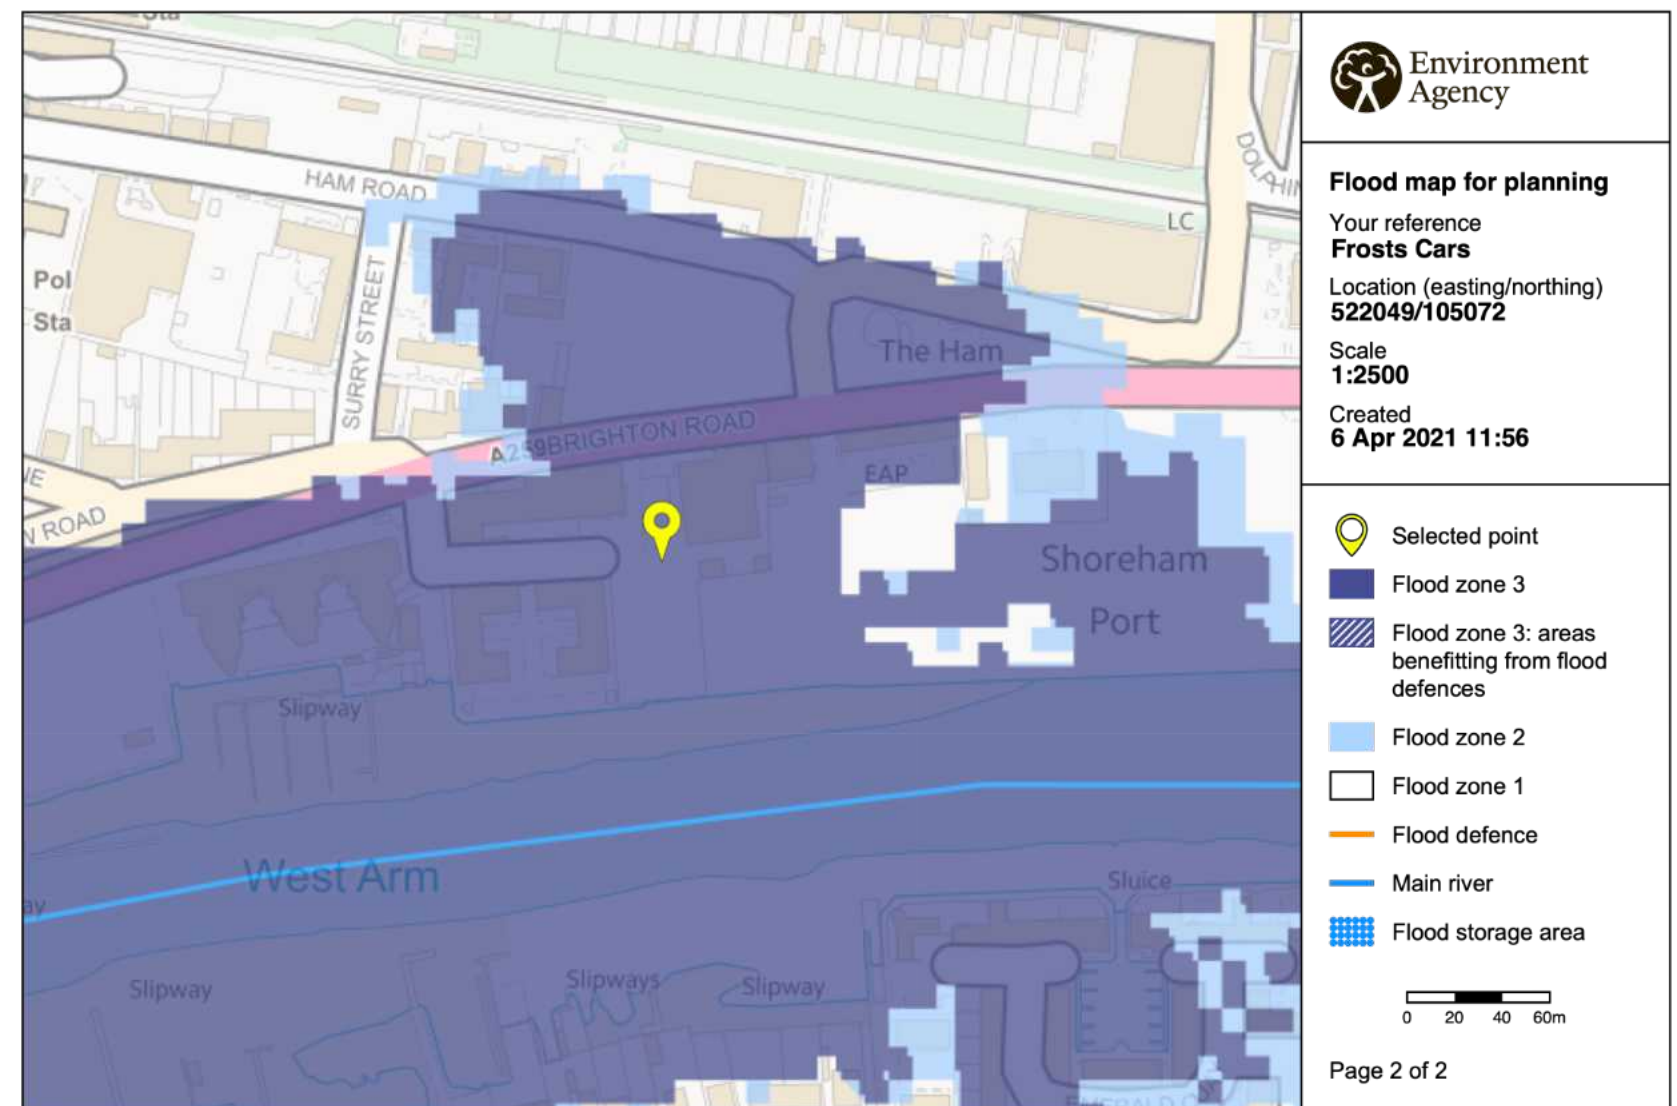 Sta
HAM ROAD
DOLPHIN
LC
Pol
Sta
SURRY STREET
The Ham
A259
BRIGHTON ROAD
EAP
ROAD
Shoreham
Port
Slipway
West Arm
Sluice
Slipway
Slipways
Slipway
Environment
Agency
Flood map for planning
Your reference
Frosts Cars
Location (easting/northing)
522049/105072
Scale
1:2500
Created
6 Apr 2021 11:56
Selected point
Flood zone 3
Flood zone 3: areas
benefitting from flood
defences
Flood zone 2
Flood zone 1
Flood defence
Main river
Flood storage area
0 20 40 60m
Page 2 of 2